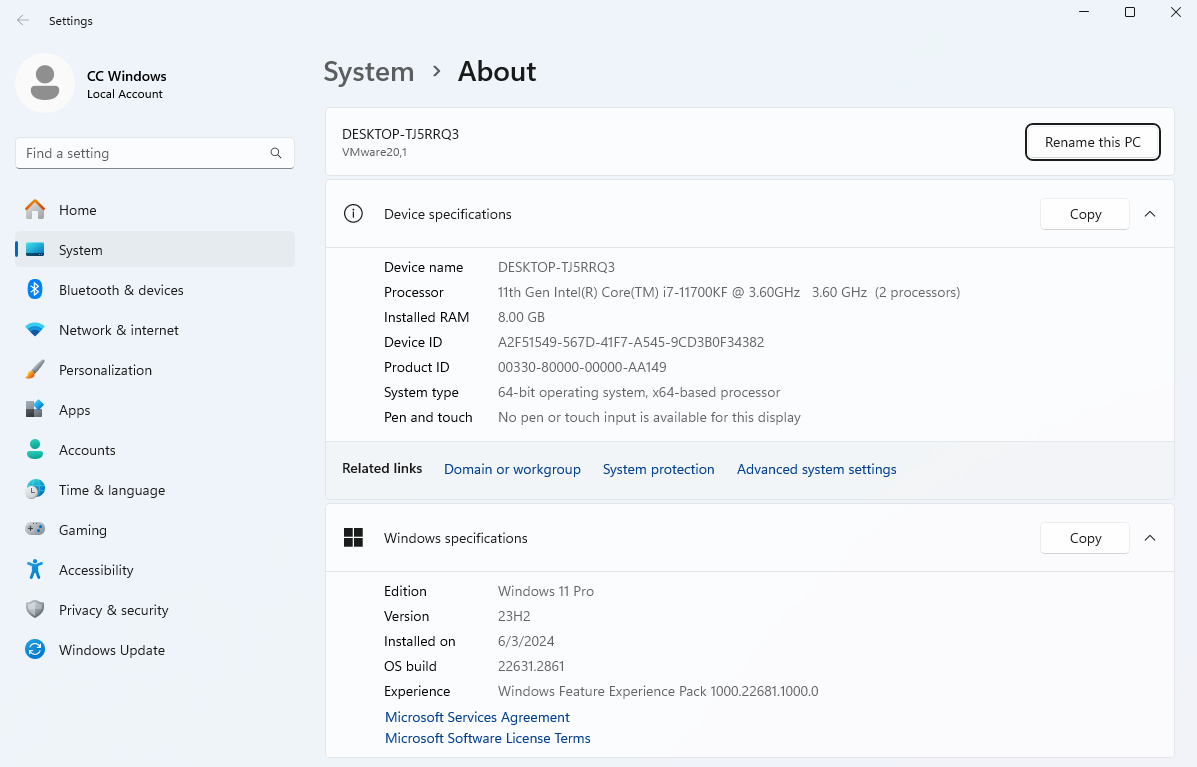 Settings
CC Windows
Local Account
Find a setting
Home
System
Bluetooth & devices
Network & internet
Personalization
Apps
Accounts
Time & language
Gaming
Accessibility
Privacy & security
Windows Update
System > About
DESKTOP-TJ5RRQ3
VMware20,1
Rename this PC
Device specifications
Copy
Device name DESKTOP-TJ5RRQ3
Processor 11th Gen Intel(R) Core(TM) i7-11700KF @ 3.60GHz 3.60 GHz (2 processors)
Installed RAM 8.00 GB
Device ID A2F51549-567D-41F7-A545-9CD3B0F34382
Product ID 00330-80000-00000-AA149
System type 64-bit operating system, x64-based processor
Pen and touch No pen or touch input is available for this display
Related links Domain or workgroup System protection Advanced system settings
Windows specifications
Copy
Edition Windows 11 Pro
Version 23H2
Installed on 6/3/2024
OS build 22631.2861
Experience Windows Feature Experience Pack 1000.22681.1000.0
Microsoft Services Agreement
Microsoft Software License Terms